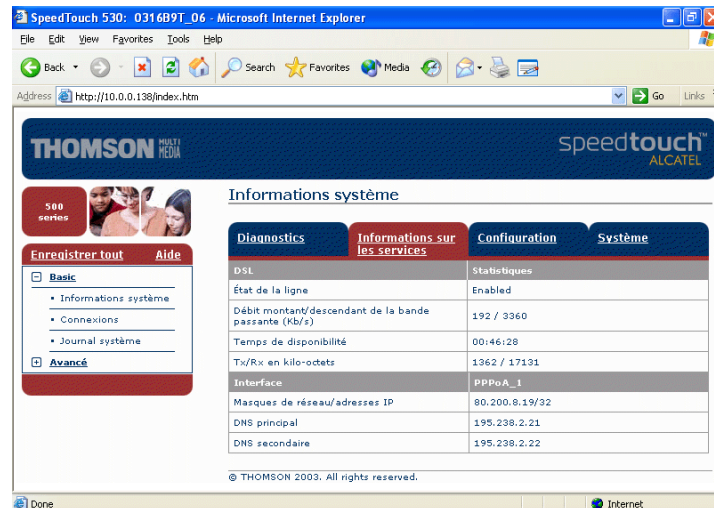 SpeedTouch 530: 0316B9T_06 - Microsoft Internet Explorer
File Edit View Favorites Tools Help
Back Search Favorites Media
Address http://10.0.0.138/index.htm Go Links
THOMSON MULTI MEDIA
speedtouch™
ALCATEL
500 series
Informations système
Enregistrer tout Aide
Basic
Informations système
Connexions
Journal système
Avancé
Diagnostics
Informations sur les services
Configuration
Système
DSL Statistiques
État de la ligne Enabled
Débit montant/descendant de la bande passante (Kb/s) 192 / 3360
Temps de disponibilité 00:46:28
Tx/Rx en kilo-octets 1362 / 17131
Interface PPPoA_1
Masques de réseau/adresses IP 80.200.8.19/32
DNS principal 195.238.2.21
DNS secondaire 195.238.2.22
© THOMSON 2003. All rights reserved.
Done Internet